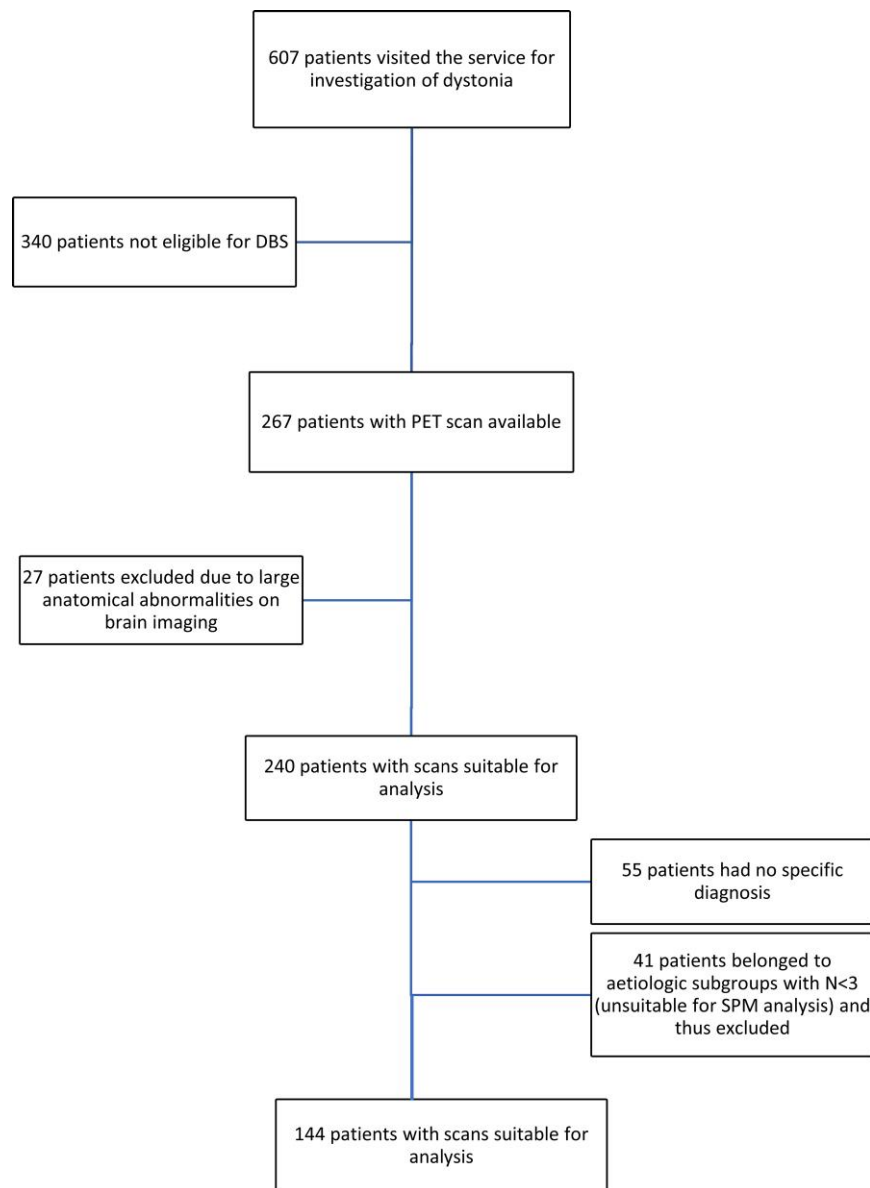 607 patients visited the service for
investigation of dystonia
340 patients not eligible for DBS
267 patients with PET scan available
27 patients excluded due to large
anatomical abnormalities on
brain imaging
240 patients with scans suitable for
analysis
55 patients had no specific
diagnosis
41 patients belonged to
aetiologic subgroups with N<3
(unsuitable for SPM analysis) and
thus excluded
144 patients with scans suitable for
analysis